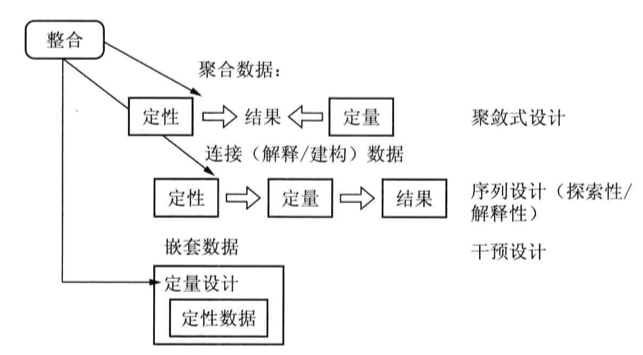 整合
聚合数据：
定性 结果 定量 聚敛式设计
连接（解释/建构）数据
定性 定量 结果 序列设计（探索性/
解释性）
嵌套数据 干预设计
定量设计
定性数据